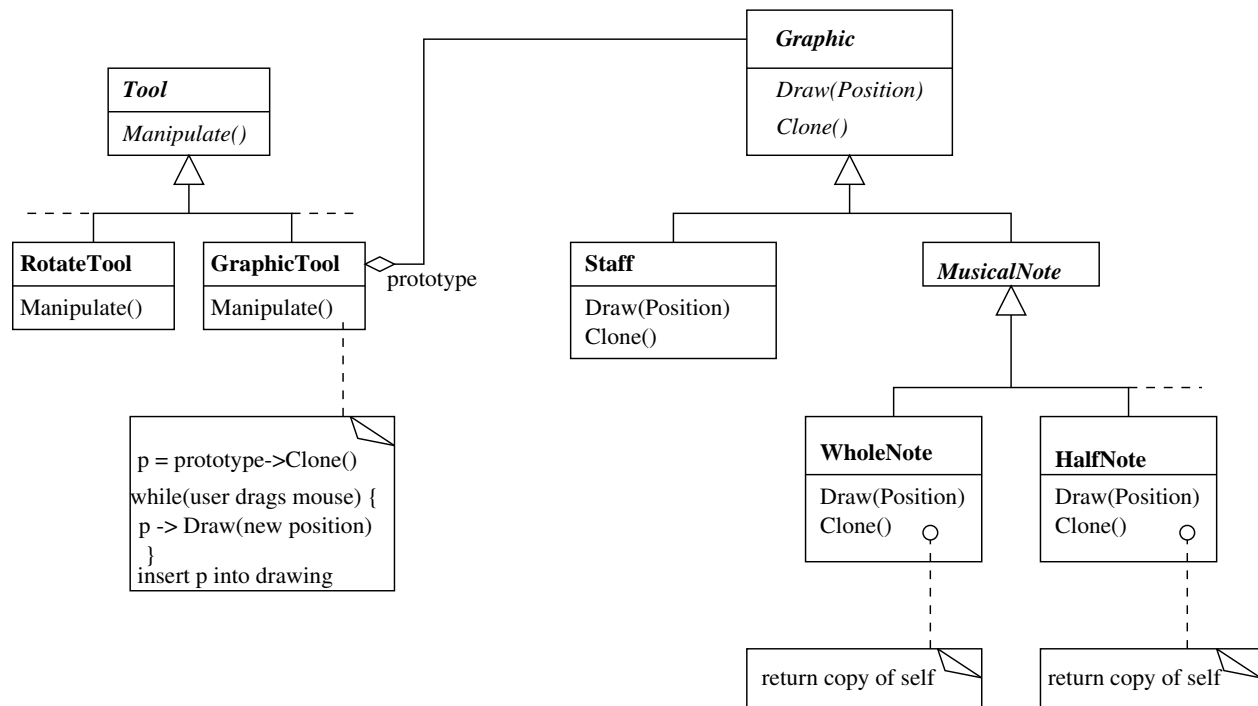 Graphic
Draw(Position)
Clone()
Tool
Manipulate()
RotateTool
Manipulate()
GraphicTool
Manipulate()
prototype
Staff
Draw(Position)
Clone()
MusicalNote
p = prototype->Clone()
while(user drags mouse) {
p -> Draw(new position)
}
insert p into drawing
WholeNote
Draw(Position)
Clone()
HalfNote
Draw(Position)
Clone()
return copy of self
return copy of self